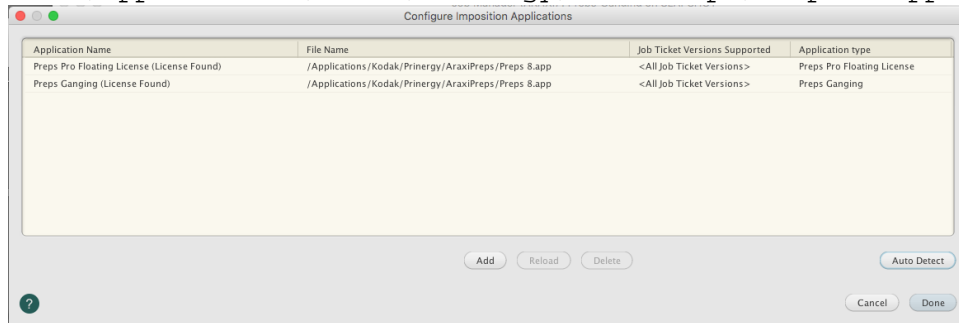 Configure Imposition Applications
Application Name File Name Job Ticket Versions Supported Application type
Preps Pro Floating License (License Found) /Applications/Kodak/Prinergy/AraxiPreps/Preps 8.app <All Job Ticket Versions> Preps Pro Floating License
Preps Ganging (License Found) /Applications/Kodak/Prinergy/AraxiPreps/Preps 8.app <All Job Ticket Versions> Preps Ganging
Add Reload Delete Auto Detect
? Cancel Done